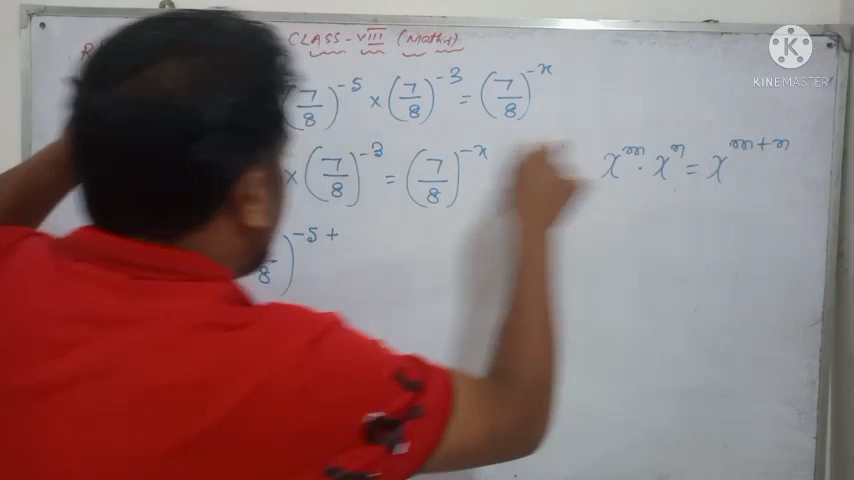 CLASS-VIII (Maths)
KINEMASTER
(7/8)^-5 × (7/8)^-3 = (7/8)^-x
× (7/8)^-3 = (7/8)^-x
x^m · x^n = x^m+n
8)^-5+